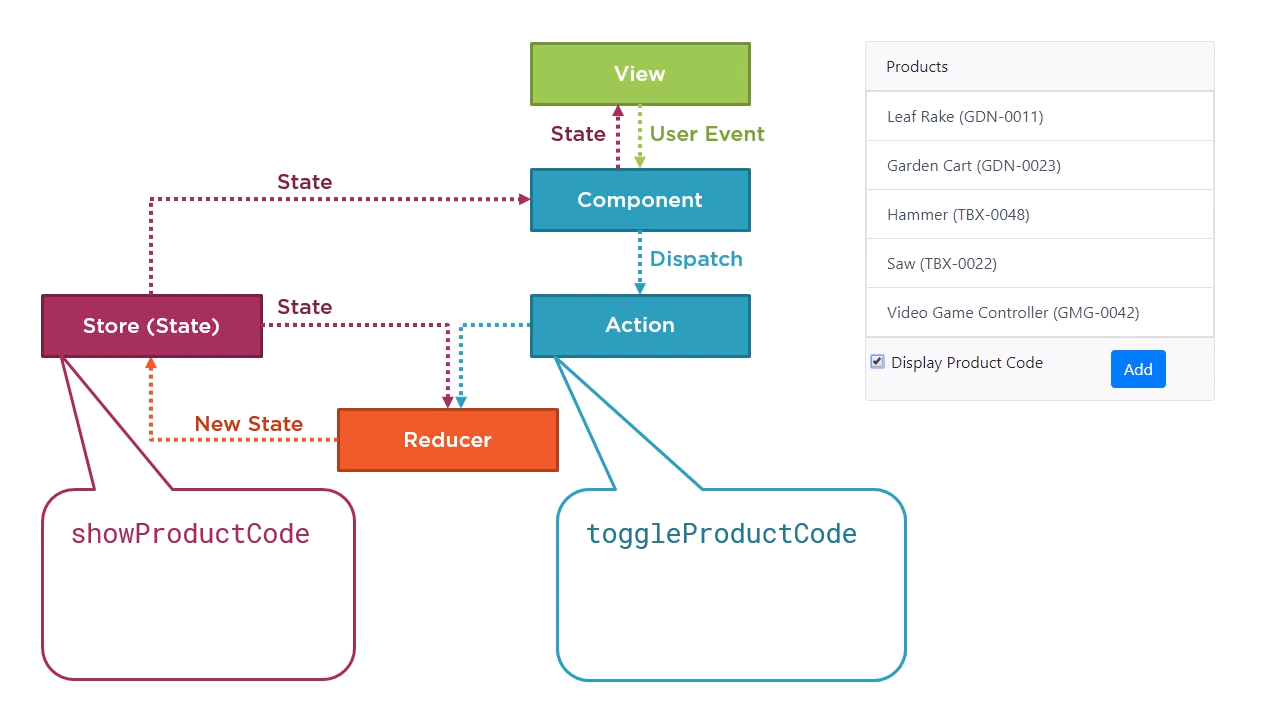 View
State
User Event
State
Component
Dispatch
Store (State)
State
Action
New State
Reducer
showProductCode
toggleProductCode
Products
Leaf Rake (GDN-0011)
Garden Cart (GDN-0023)
Hammer (TBX-0048)
Saw (TBX-0022)
Video Game Controller (GMG-0042)
Display Product Code
Add